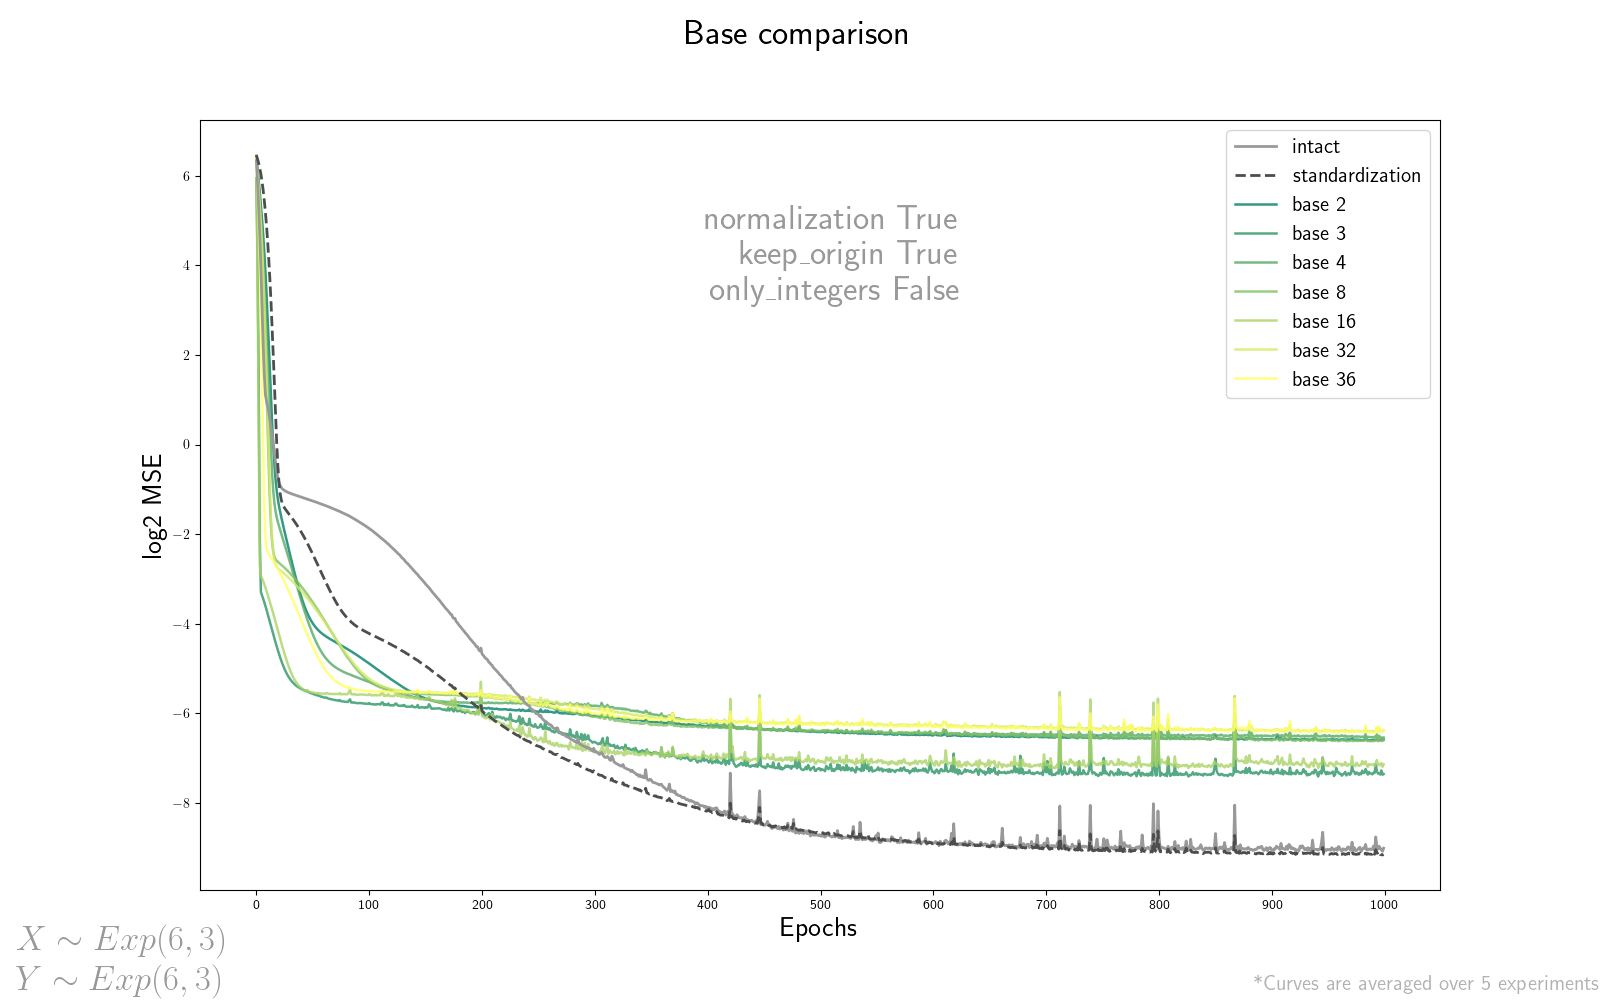 Base comparison
intact
standardization
base 2
base 3
base 4
base 8
base 16
base 32
base 36
normalization True
keep_origin True
only_integers False
log2 MSE
6
4
2
0
−2
−4
−6
−8
0 100 200 300 400 500 600 700 800 900 1000
Epochs
X ∼ Exp(6, 3)
Y ∼ Exp(6, 3)
*Curves are averaged over 5 experiments